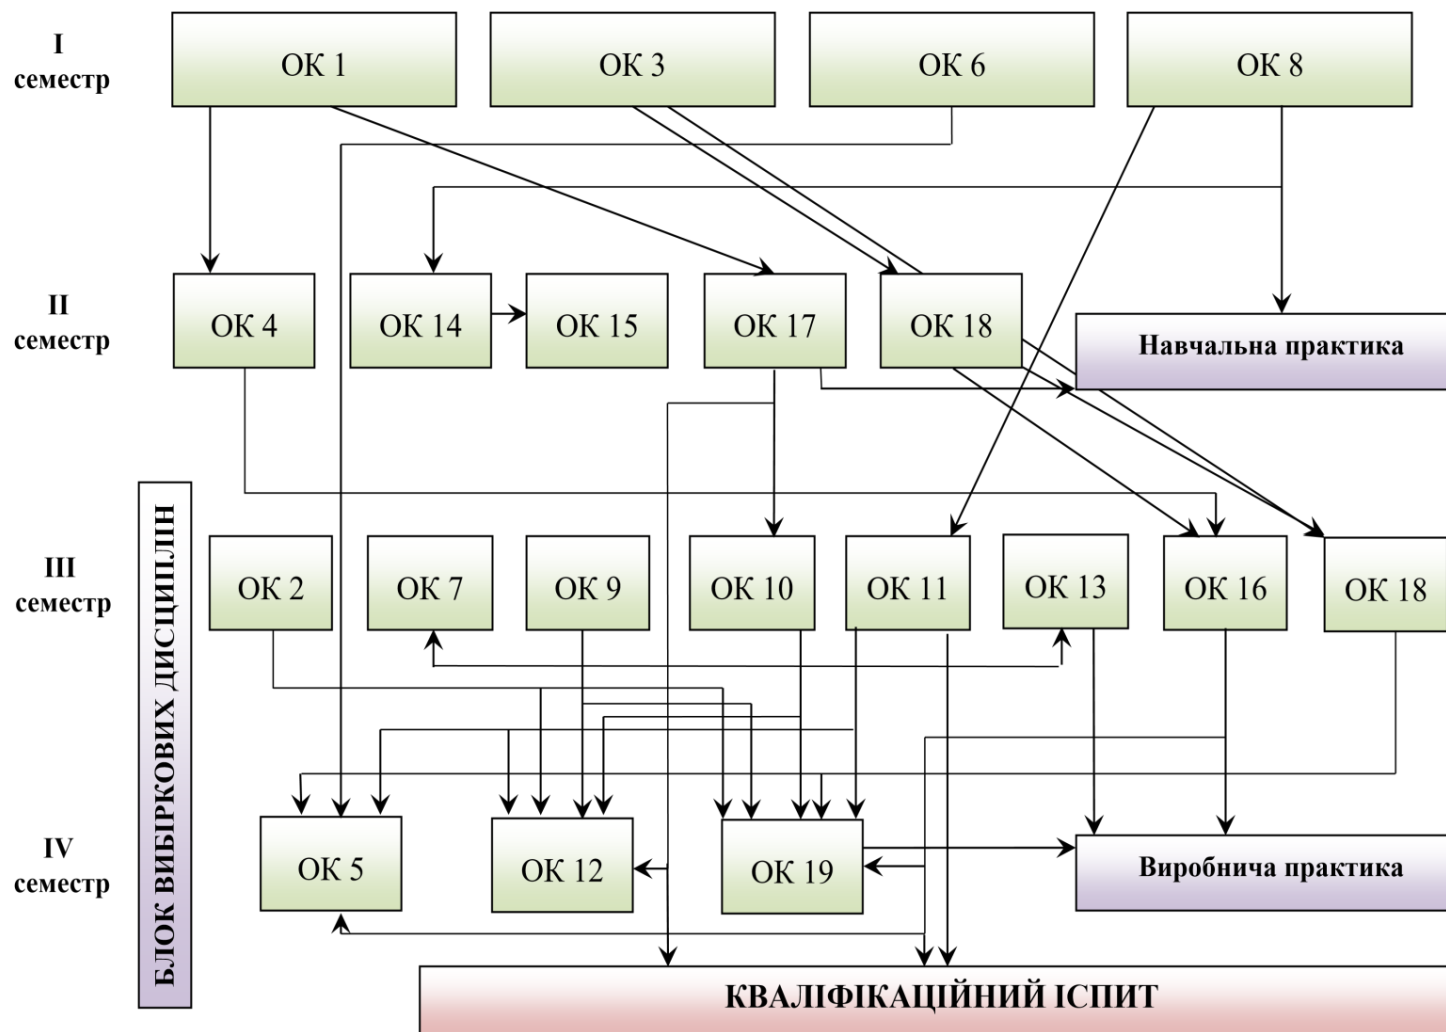 I
семестр
ОК 1
ОК 3
ОК 6
ОК 8
II
семестр
ОК 4
ОК 14
ОК 15
ОК 17
ОК 18
Навчальна практика
БЛОК ВИБІРКОВИХ ДИСЦИПЛІН
III
семестр
ОК 2
ОК 7
ОК 9
ОК 10
ОК 11
ОК 13
ОК 16
ОК 18
IV
семестр
ОК 5
ОК 12
ОК 19
Виробнича практика
КВАЛІФІКАЦІЙНИЙ ІСПИТ